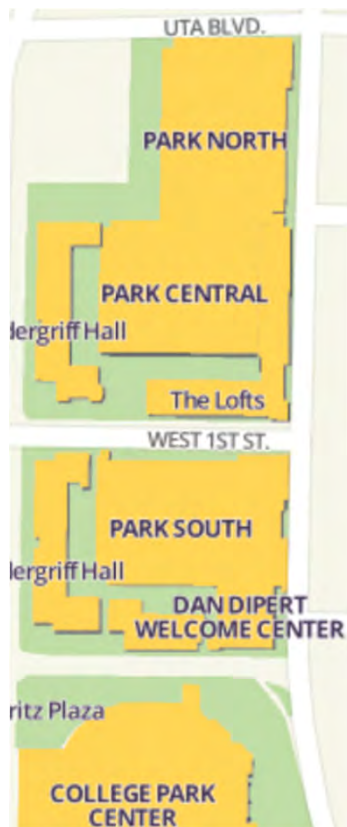 UTA BLVD.
PARK NORTH
PARK CENTRAL
dergriff Hall
The Lofts
WEST 1ST ST.
PARK SOUTH
dergriff Hall
DAN DIPERT
WELCOME CENTER
ritz Plaza
COLLEGE PARK
CENTER